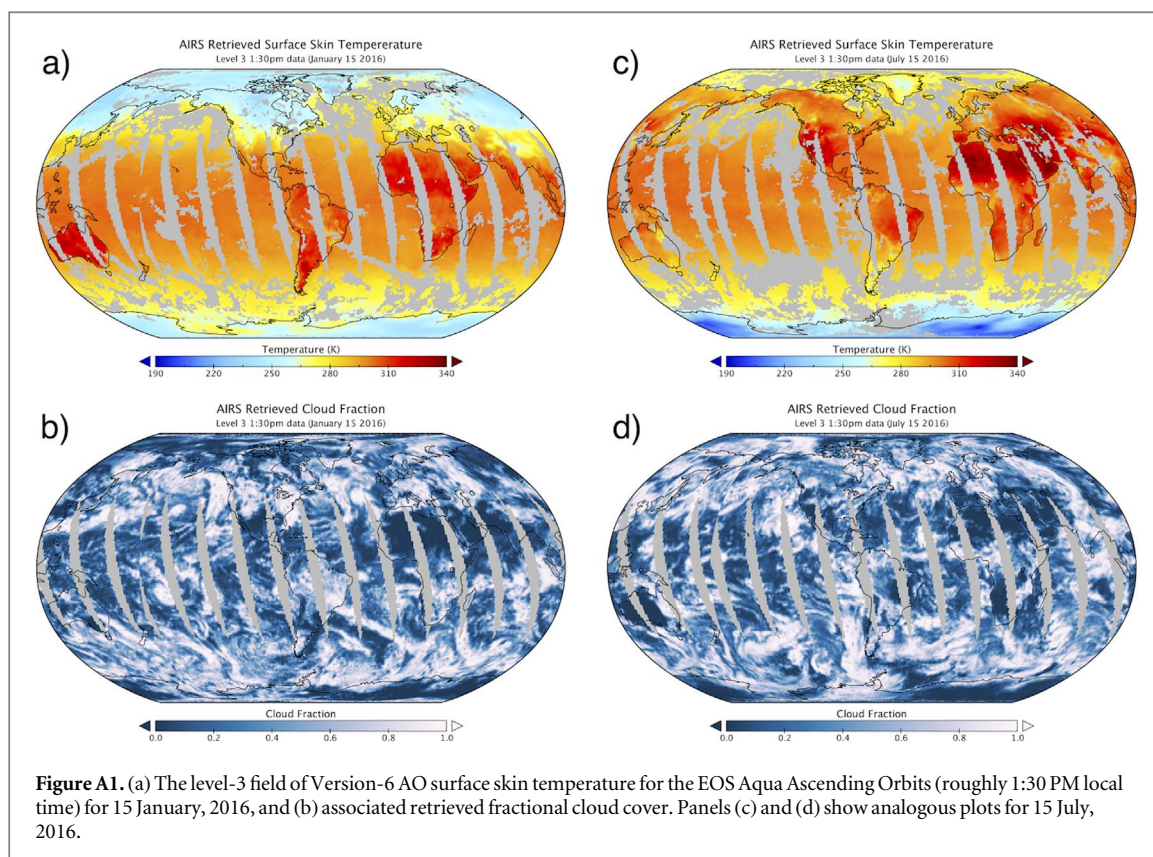 a)
AIRS Retrieved Surface Skin Tempererature
Level 3 1:30pm data (January 15 2016)
Temperature (K)
190 220 250 280 310 340
c)
AIRS Retrieved Surface Skin Tempererature
Level 3 1:30pm data (July 15 2016)
Temperature (K)
190 220 250 280 310 340
b)
AIRS Retrieved Cloud Fraction
Level 3 1:30pm data (January 15 2016)
Cloud Fraction
0.0 0.2 0.4 0.6 0.8 1.0
d)
AIRS Retrieved Cloud Fraction
Level 3 1:30pm data (July 15 2016)
Cloud Fraction
0.0 0.2 0.4 0.6 0.8 1.0
Figure A1. (a) The level-3 field of Version-6 AO surface skin temperature for the EOS Aqua Ascending Orbits (roughly 1:30 PM local
time) for 15 January, 2016, and (b) associated retrieved fractional cloud cover. Panels (c) and (d) show analogous plots for 15 July,
2016.